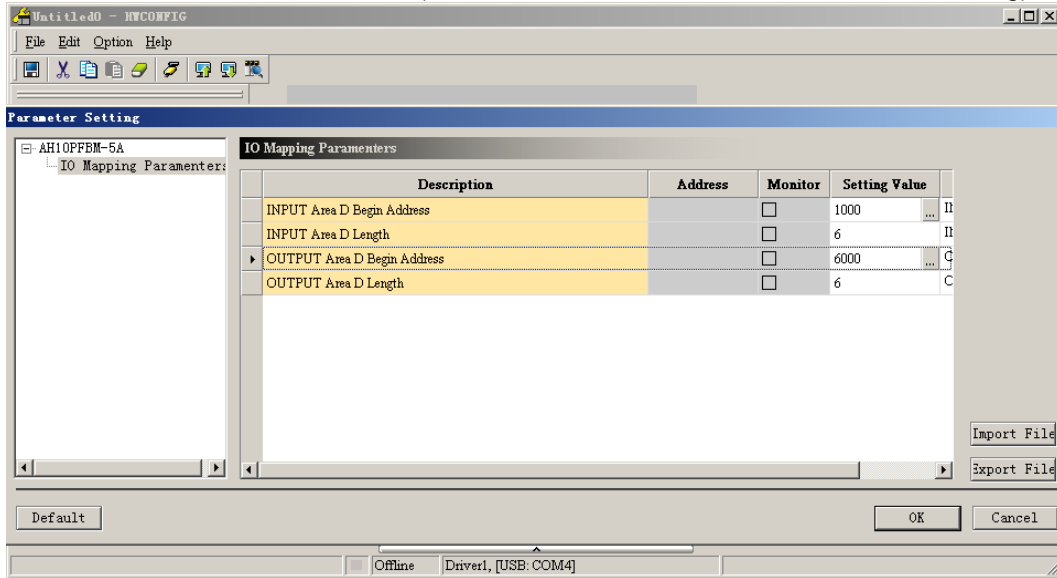 Untitled0 - HWCONFIG
File Edit Option Help
Parameter Setting
AH10PFBM-5A
IO Mapping Paramenters
IO Mapping Paramenters
Description Address Monitor Setting Value
INPUT Area D Begin Address 1000 ...
INPUT Area D Length 6
OUTPUT Area D Begin Address 6000 ...
OUTPUT Area D Length 6
Import File
Export File
Default OK Cancel
Offline Driver1, [USB: COM4]